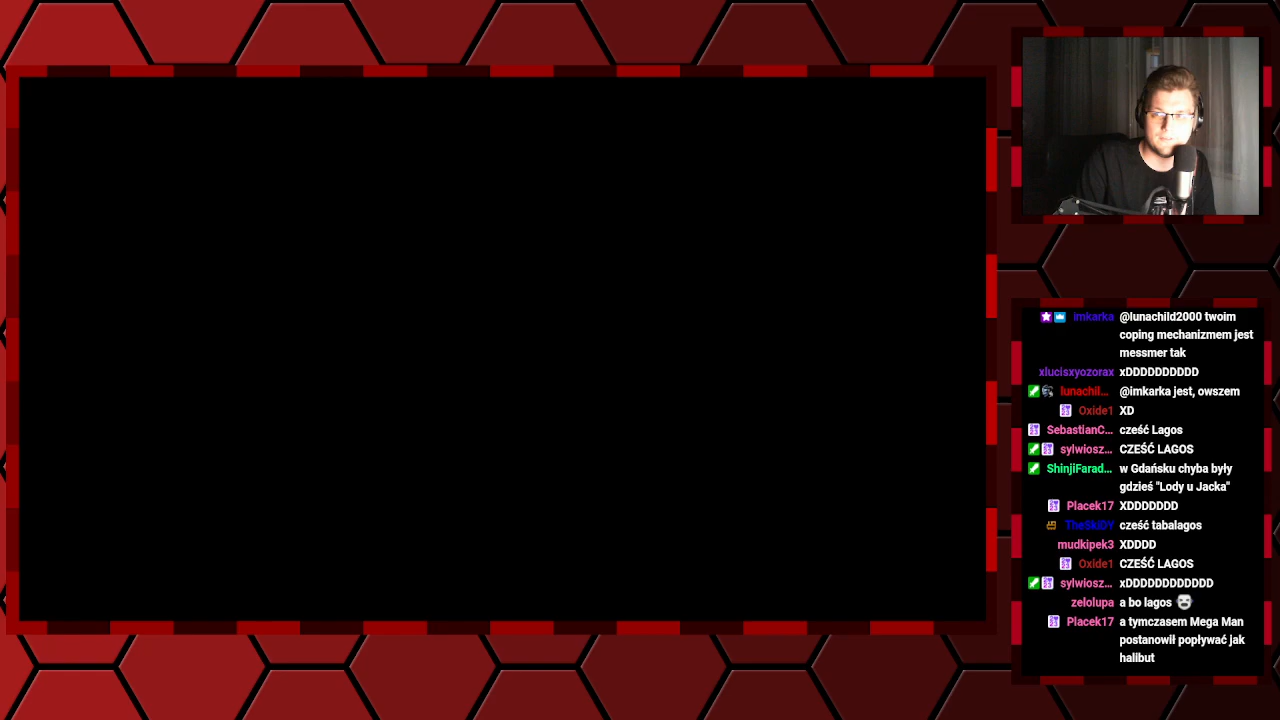 imkarka @lunachild2000 twoim
coping mechanizmem jest
messmer tak
xlucisxyozorax xDDDDDDDDDD
lunachil... @imkarka jest, owszem
Oxide1 XD
SebastianC... cześć Lagos
sylwiosz... CZEŚĆ LAGOS
ShinjiFarad... w Gdańsku chyba były
gdzieś "Lody u Jacka"
Placek17 XDDDDDDD
TheSkiDY cześć tabalagos
mudkipek3 XDDDD
Oxide1 CZEŚĆ LAGOS
sylwiosz... xDDDDDDDDDDDD
zelolupa a bo lagos
Placek17 a tymczasem Mega Man
postanowił popływać jak
halibut